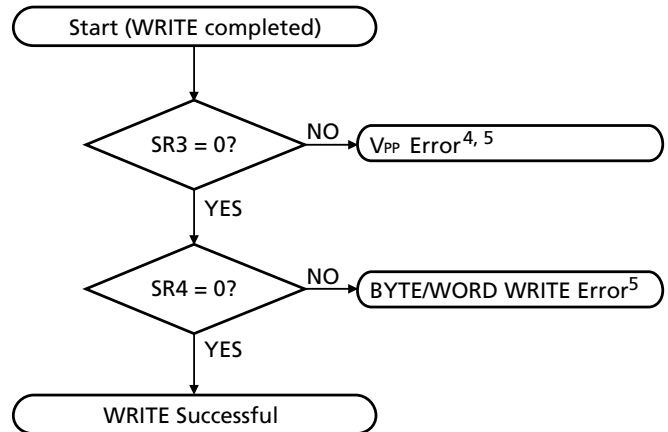 Start (WRITE completed)
SR3 = 0?
NO
VPP Error4, 5
YES
SR4 = 0?
NO
BYTE/WORD WRITE Error5
YES
WRITE Successful